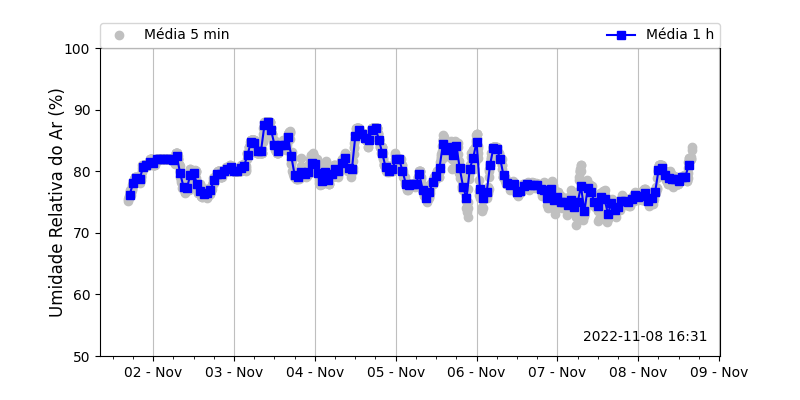 Média 5 min
Média 1 h
Umidade Relativa do Ar (%)
100
90
80
70
60
50
2022-11-08 16:31
02 - Nov
03 - Nov
04 - Nov
05 - Nov
06 - Nov
07 - Nov
08 - Nov
09 - Nov